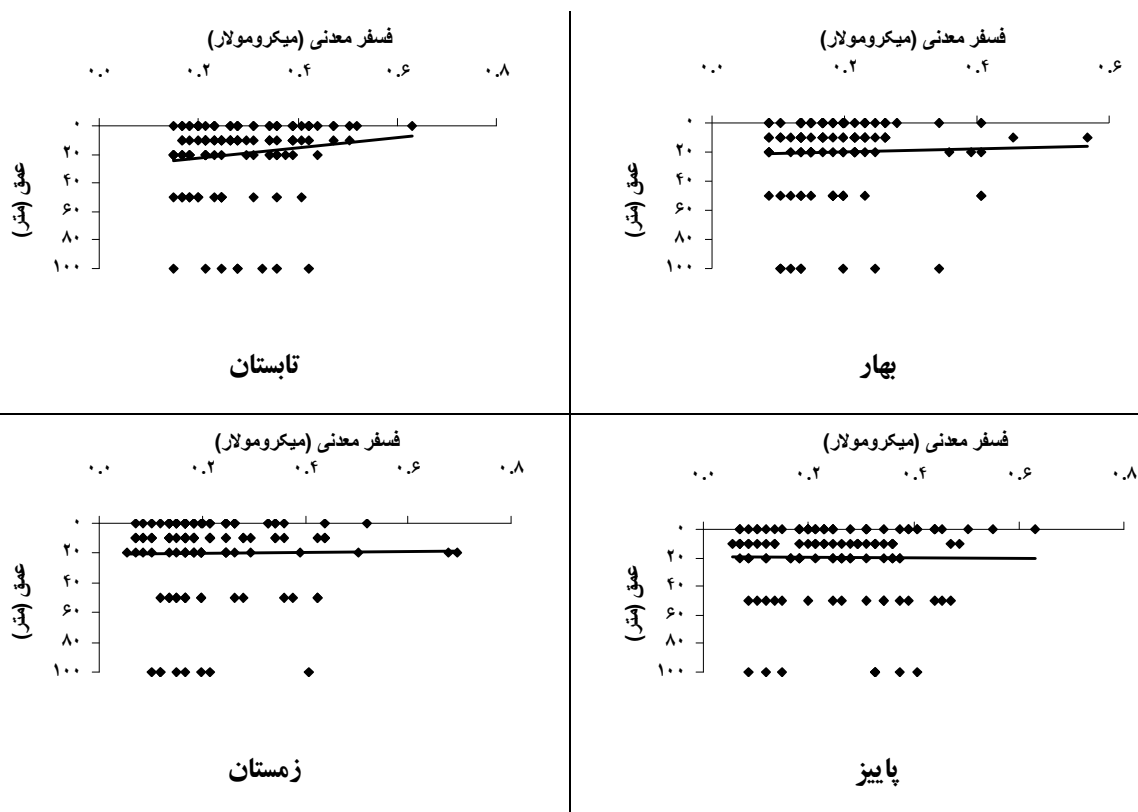 فسفر معدنی (میکرومولار)
۰.۰ ۰.۲ ۰.۴ ۰.۶
۰
۲۰
۴۰
۶۰
۸۰
۱۰۰
عمق (متر)
بهار
فسفر معدنی (میکرومولار)
۰.۰ ۰.۲ ۰.۴ ۰.۶ ۰.۸
۰
۲۰
۴۰
۶۰
۸۰
۱۰۰
عمق (متر)
تابستان
فسفر معدنی (میکرومولار)
۰.۰ ۰.۲ ۰.۴ ۰.۶ ۰.۸
۰
۲۰
۴۰
۶۰
۸۰
۱۰۰
عمق (متر)
پاییز
فسفر معدنی (میکرومولار)
۰.۰ ۰.۲ ۰.۴ ۰.۶ ۰.۸
۰
۲۰
۴۰
۶۰
۸۰
۱۰۰
عمق (متر)
زمستان